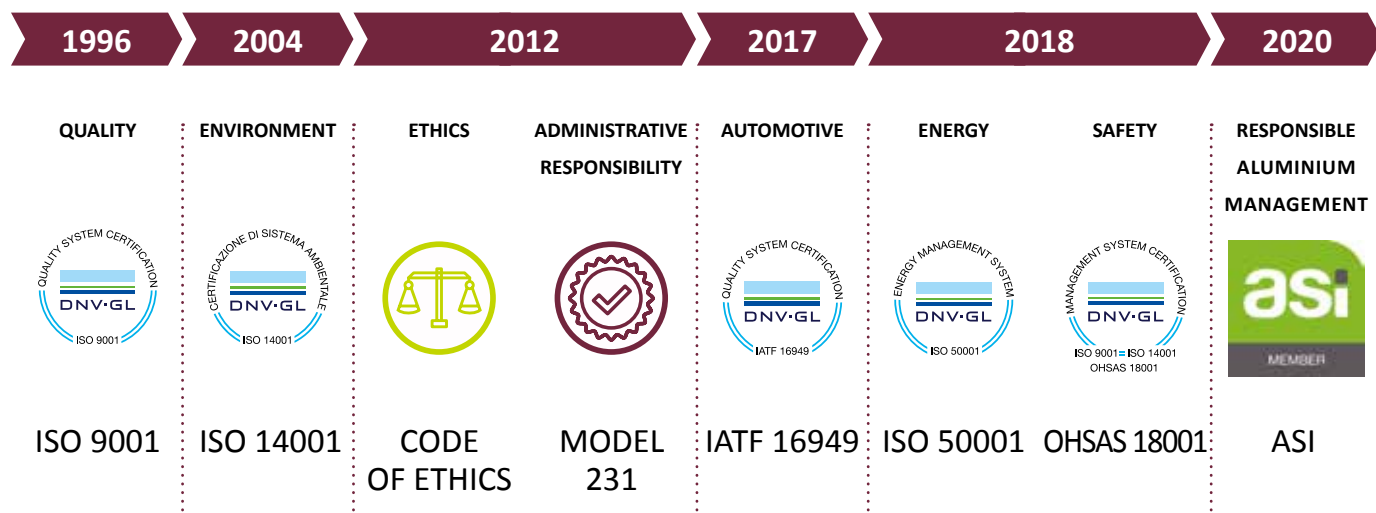 1996
2004
2012
2017
2018
2020
QUALITY
ENVIRONMENT
ETHICS
ADMINISTRATIVE
RESPONSIBILITY
AUTOMOTIVE
ENERGY
SAFETY
RESPONSIBLE
ALUMINIUM
MANAGEMENT
QUALITY SYSTEM CERTIFICATION
DNV·GL
ISO 9001
CERTIFICAZIONE DI SISTEMA AMBIENTALE
DNV·GL
ISO 14001
QUALITY SYSTEM CERTIFICATION
DNV·GL
IATF 16949
ENERGY MANAGEMENT SYSTEM
DNV·GL
ISO 50001
MANAGEMENT SYSTEM CERTIFICATION
DNV·GL
ISO 9001 = ISO 14001
OHSAS 18001
asi
MEMBER
ISO 9001
ISO 14001
CODE
OF ETHICS
MODEL
231
IATF 16949
ISO 50001
OHSAS 18001
ASI